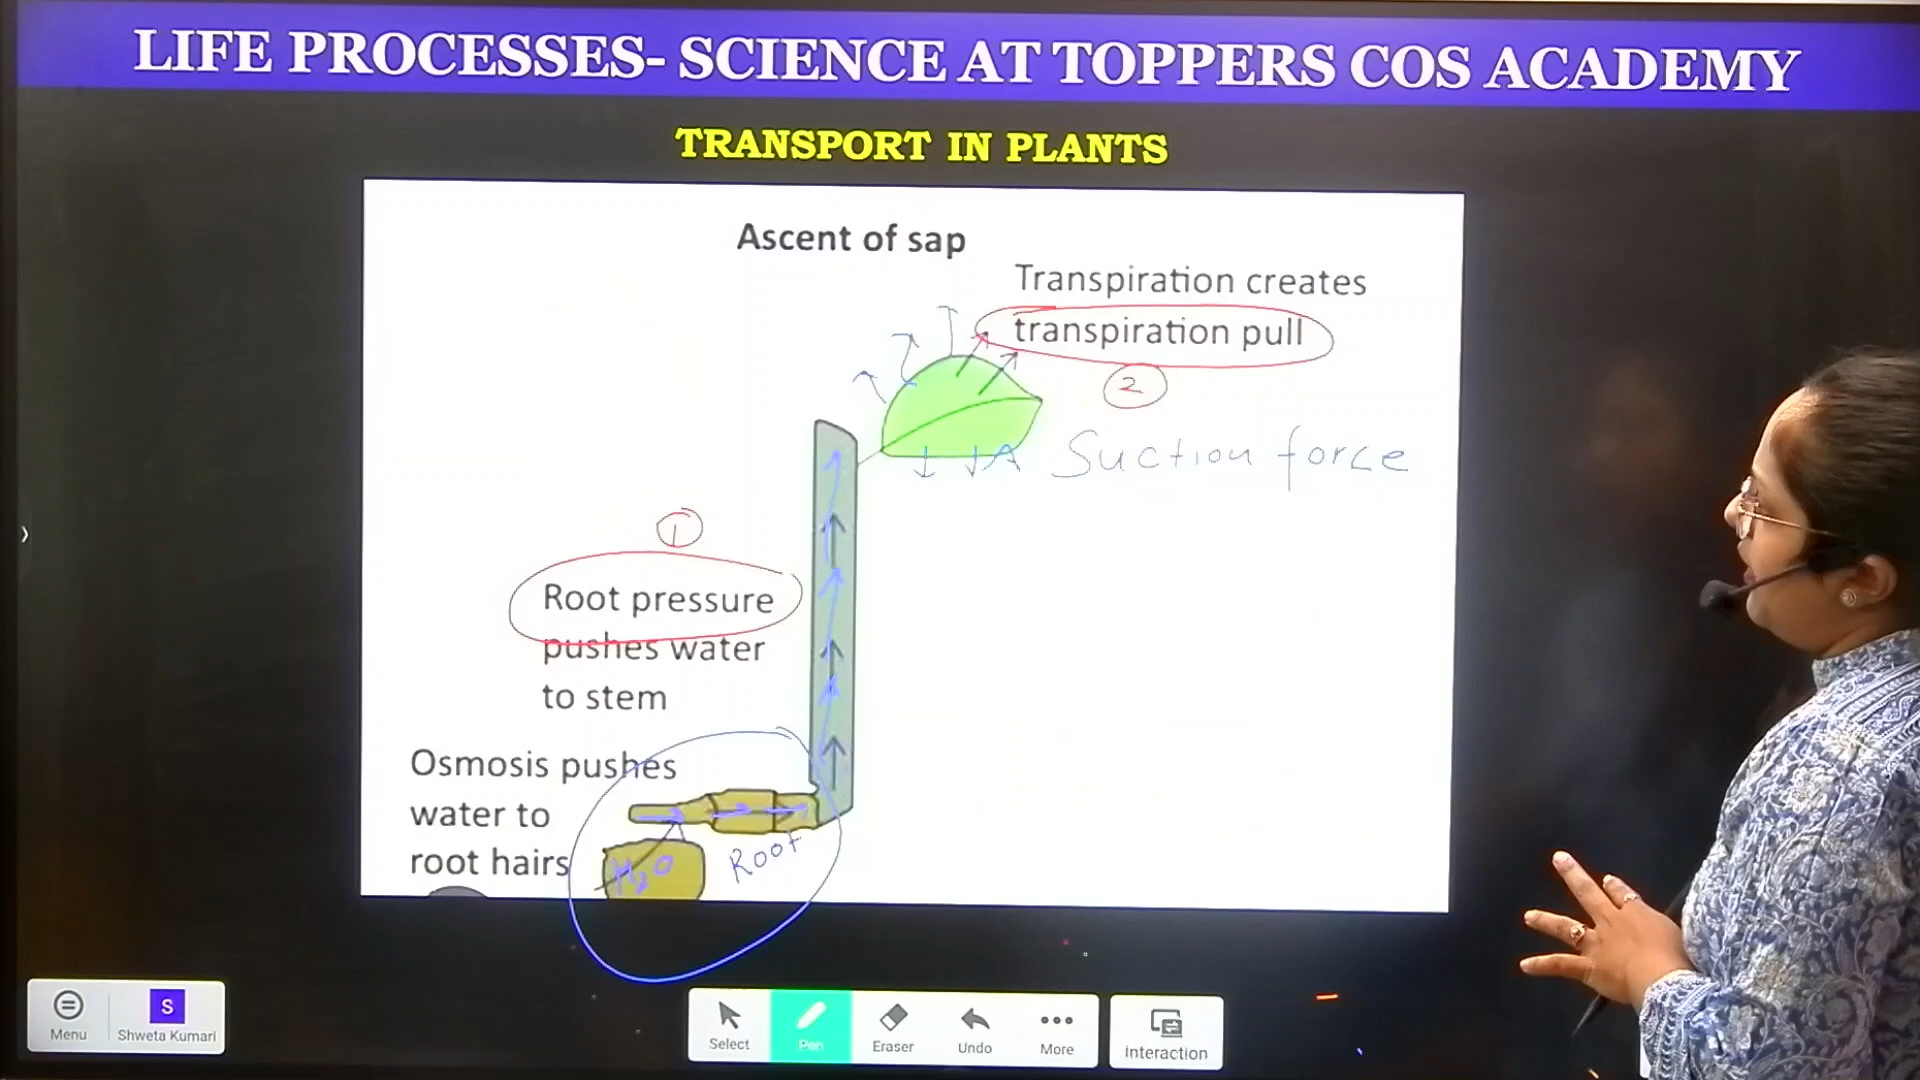 LIFE PROCESSES- SCIENCE AT TOPPERS COS ACADEMY
TRANSPORT IN PLANTS
Ascent of sap
Transpiration creates
transpiration pull
2
Suction force
1
Root pressure
pushes water
to stem
Osmosis pushes
water to
root hairs
H₂O
Root
S
Menu
Shweta Kumari
Select
Pen
Eraser
Undo
More
Interaction